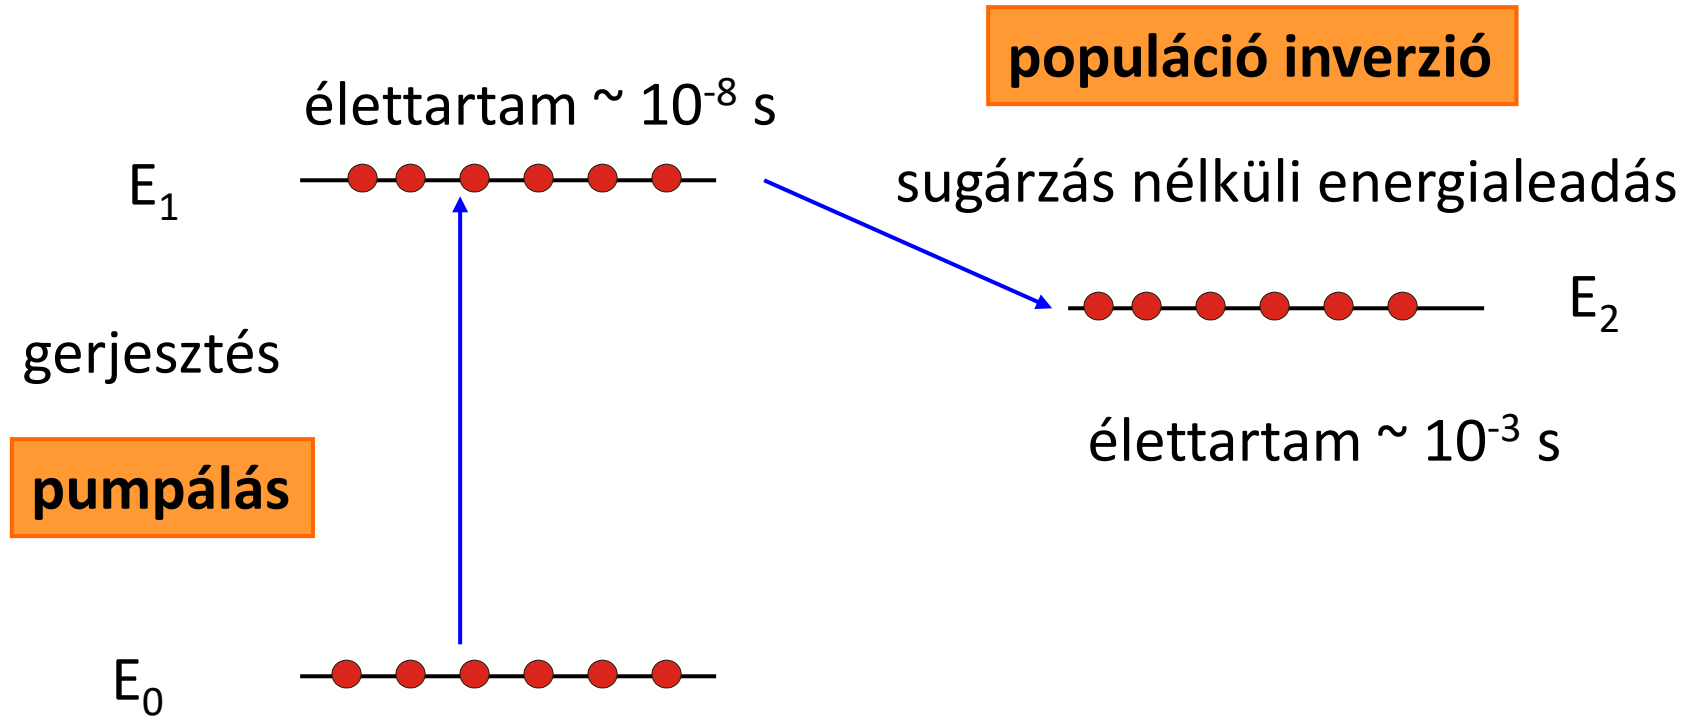 populáció inverzió
élettartam ~ 10⁻⁸ s
E₁
sugárzás nélküli energialeadás
E₂
gerjesztés
élettartam ~ 10⁻³ s
pumpálás
E₀